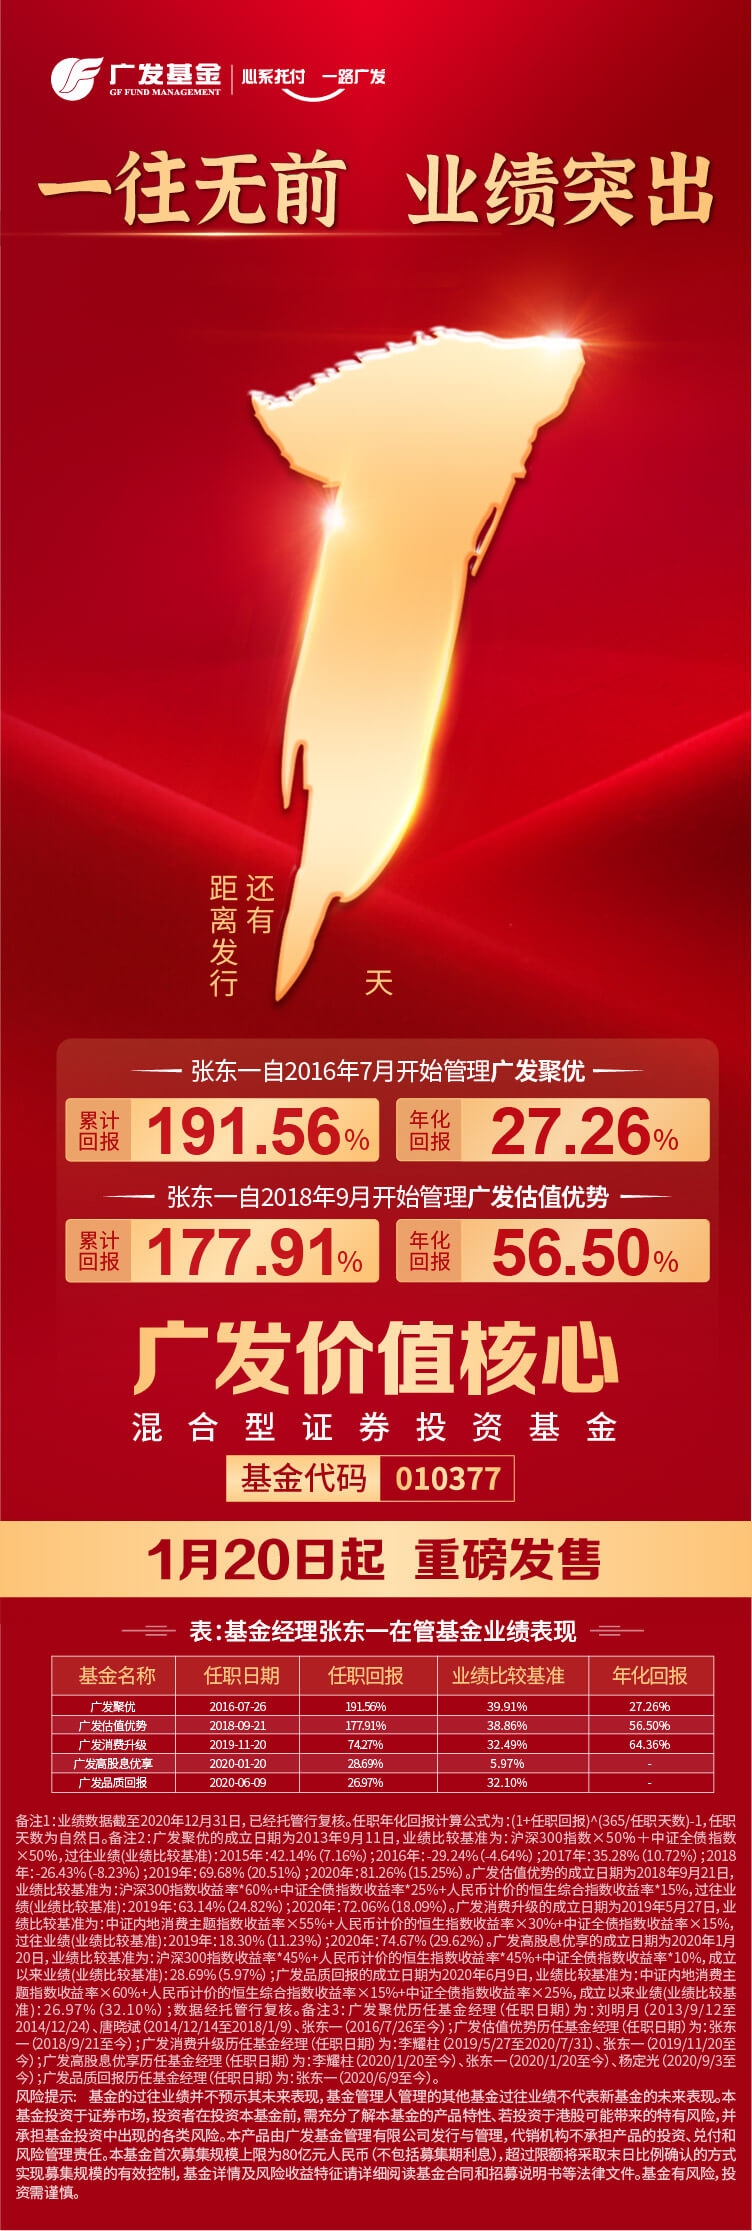 广发基金
GF FUND MANAGEMENT
心系托付 一路广发
一往无前 业绩突出
1
距离发行
还有
天
张东一自2016年7月开始管理广发聚优
累计回报 191.56% 年化回报 27.26%
张东一自2018年9月开始管理广发估值优势
累计回报 177.91% 年化回报 56.50%
广发价值核心
混合型证券投资基金
基金代码 010377
1月20日起 重磅发售
表:基金经理张东一在管基金业绩表现
基金名称 任职日期 任职回报 业绩比较基准 年化回报
广发聚优 2016-07-26 191.56% 39.91% 27.26%
广发估值优势 2018-09-21 177.91% 38.86% 56.50%
广发消费升级 2019-11-20 74.27% 32.49% 64.36%
广发高股息优享 2020-01-20 28.69% 5.97% -
广发品质回报 2020-06-09 26.97% 32.10% -
备注1:业绩数据截至2020年12月31日,已经托管行复核。任职年化回报计算公式为:(1+任职回报)^(365/任职天数)-1,任职
天数为自然日。备注2:广发聚优的成立日期为2013年9月11日,业绩比较基准为:沪深300指数×50%+中证全债指数
×50%,过往业绩(业绩比较基准):2015年:42.14%(7.16%);2016年:-29.24%(-4.64%);2017年:35.28%(10.72%);2018
年:-26.43%(-8.23%);2019年:69.68%(20.51%);2020年:81.26%(15.25%)。广发估值优势的成立日期为2018年9月21日,
业绩比较基准为:沪深300指数收益率*60%+中证全债指数收益率*25%+人民币计价的恒生综合指数收益率*15%,过往业
绩(业绩比较基准):2019年:63.14%(24.82%);2020年:72.06%(18.09%)。广发消费升级的成立日期为2019年5月27日,业
绩比较基准为:中证内地消费主题指数收益率×55%+人民币计价的恒生指数收益率×30%+中证全债指数收益率×15%,
过往业绩(业绩比较基准):2019年:18.30%(11.23%);2020年:74.67%(29.62%)。广发高股息优享的成立日期为2020年1月
20日,业绩比较基准为:沪深300指数收益率*45%+人民币计价的恒生指数收益率*45%+中证全债指数收益率*10%,成立
以来业绩(业绩比较基准):28.69%(5.97%);广发品质回报的成立日期为2020年6月9日,业绩比较基准为:中证内地消费主
题指数收益率×60%+人民币计价的恒生综合指数收益率×15%+中证全债指数收益率×25%,成立以来业绩(业绩比较基
准):26.97%(32.10%);数据经托管行复核。备注3:广发聚优历任基金经理(任职日期)为:刘明月(2013/9/12至
2014/12/24)、唐晓斌(2014/12/14至2018/1/9)、张东一(2016/7/26至今);广发估值优势历任基金经理(任职日期)为:张东
一(2018/9/21至今);广发消费升级历任基金经理(任职日期)为:李耀柱(2019/5/27至2020/7/31)、张东一(2019/11/20至
今);广发高股息优享历任基金经理(任职日期)为:李耀柱(2020/1/20至今)、张东一(2020/1/20至今)、杨定光(2020/9/3至
今);广发品质回报历任基金经理(任职日期)为:张东一(2020/6/9至今)。
风险提示: 基金的过往业绩并不预示其未来表现,基金管理人管理的其他基金过往业绩不代表新基金的未来表现。本
基金投资于证券市场,投资者在投资本基金前,需充分了解本基金的产品特性、若投资于港股可能带来的特有风险,并
承担基金投资中出现的各类风险。本产品由广发基金管理有限公司发行与管理,代销机构不承担产品的投资、兑付和
风险管理责任。本基金首次募集规模上限为80亿元人民币(不包括募集期利息),超过限额将采取末日比例确认的方式
实现募集规模的有效控制,基金详情及风险收益特征请详细阅读基金合同和招募说明书等法律文件。基金有风险,投
资需谨慎。